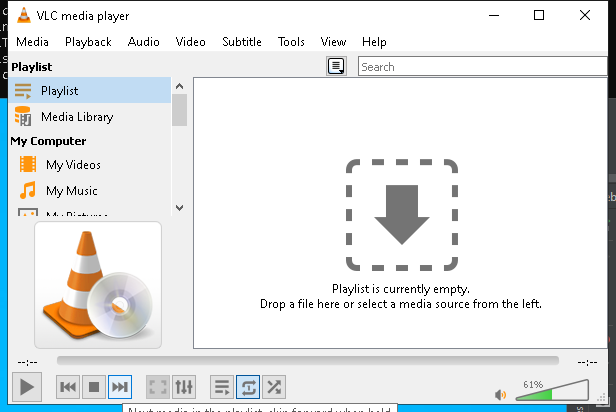 VLC media player
Media Playback Audio Video Subtitle Tools View Help
Playlist
Search
Playlist
Media Library
My Computer
My Videos
My Music
My Pictures
Playlist is currently empty.
Drop a file here or select a media source from the left.
--:-- --:--
61%
Next media in the playlist, skip forward when held